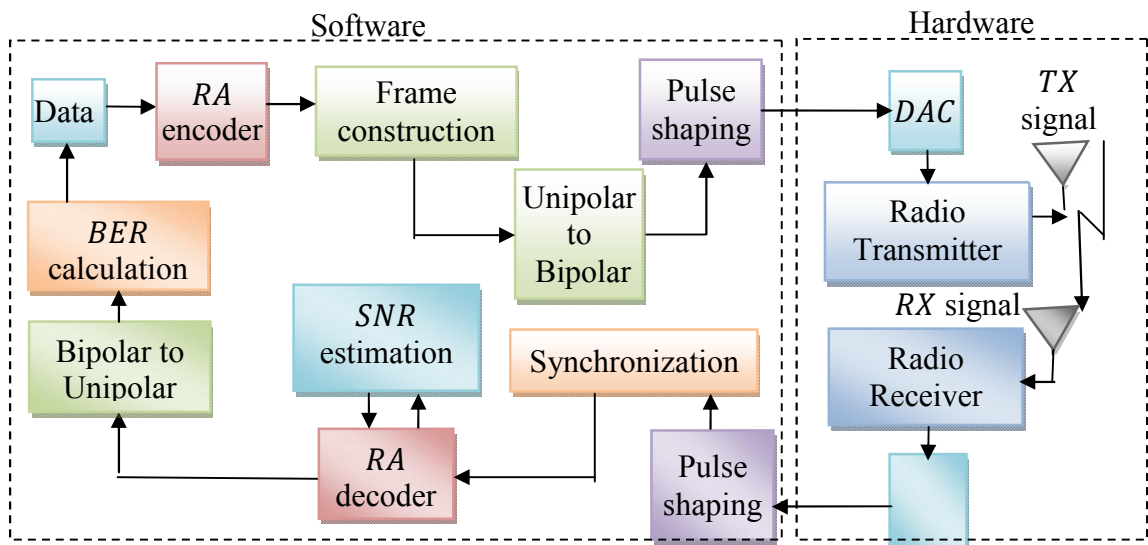 Software
Hardware
Data
RA
encoder
Frame
construction
Pulse
shaping
DAC
TX
signal
Unipolar
to
Bipolar
Radio
Transmitter
BER
calculation
SNR
estimation
RX signal
Bipolar to
Unipolar
Synchronization
Radio
Receiver
RA
decoder
Pulse
shaping